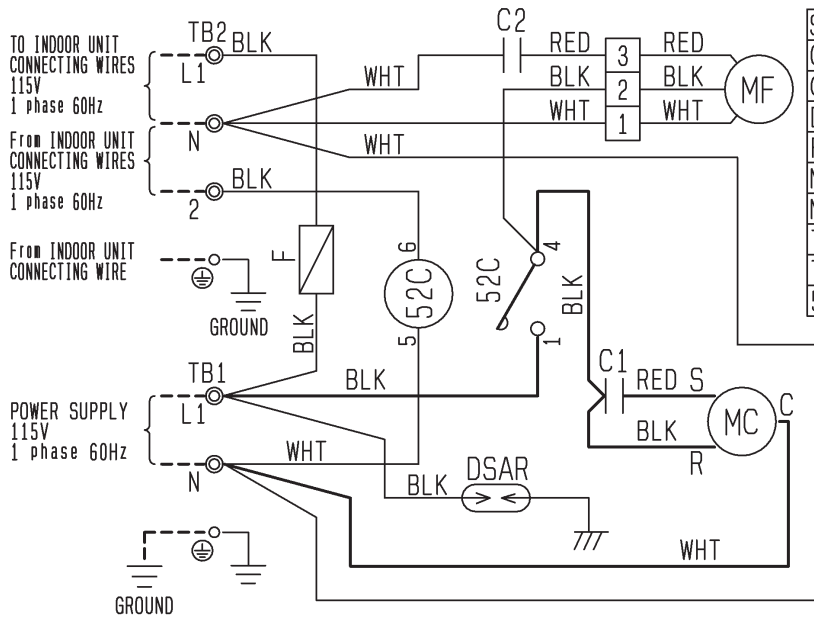 TO INDOOR UNIT
CONNECTING WIRES
115V
1 phase 60Hz
TB2
BLK
L1
WHT
C2
RED
3
RED
BLK
2
BLK
MF
WHT
1
WHT
N
From INDOOR UNIT
CONNECTING WIRES
115V
1 phase 60Hz
WHT
BLK
2
From INDOOR UNIT
CONNECTING WIRE
GROUND
F
BLK
6
52C
5
52C
4
1
BLK
TB1
L1
BLK
C1
RED S
MC
C
BLK
R
POWER SUPPLY
115V
1 phase 60Hz
WHT
N
BLK
DSAR
WHT
GROUND